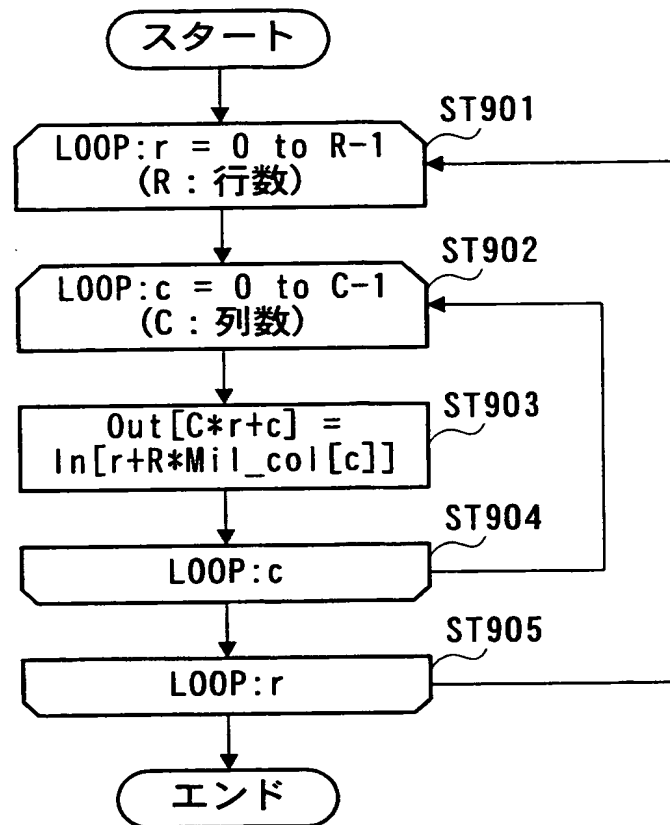 スタート
ST901
LOOP:r = 0 to R-1
(R : 行数)
ST902
LOOP:c = 0 to C-1
(C : 列数)
ST903
Out[C*r+c] =
In[r+R*Mil_col[c]]
ST904
LOOP:c
ST905
LOOP:r
エンド